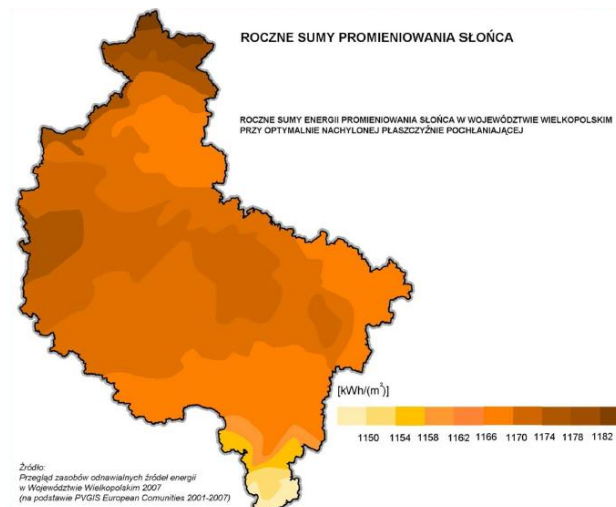 ROCZNE SUMY PROMIENIOWANIA SŁOŃCA
ROCZNE SUMY ENERGII PROMIENIOWANIA SŁOŃCA W WOJEWÓDZTWIE WIELKOPOLSKIM
PRZY OPTYMALNIE NACHYLONEJ PŁASZCZYŹNIE POCHŁANIAJĄCEJ
[kWh/(m²)]
1150 1154 1158 1162 1166 1170 1174 1178 1182
Źródło:
Przegląd zasobów odnawialnych źródeł energii
w Województwie Wielkopolskim 2007
(na podstawie PVGIS European Comunities 2001-2007)